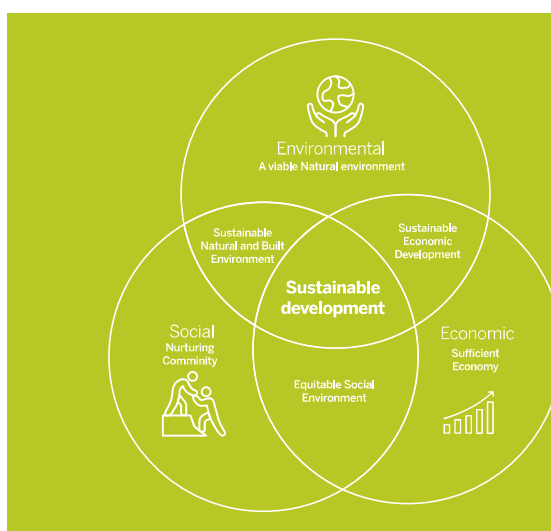 Environmental
A viable Natural environment
Sustainable
Natural and Built
Environment
Sustainable
Economic
Development
Sustainable
development
Social
Nurturing
Comminity
Economic
Sufficient
Economy
Equitable Social
Environment